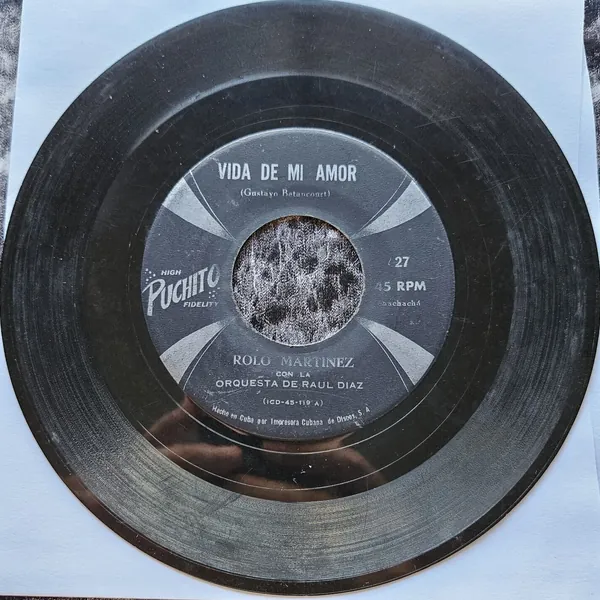 VIDA DE MI AMOR
(Gustavo Betancourt)
HIGH
PUCHITO
FIDELITY
27
45 RPM
ROLO MARTINEZ
CON LA
ORQUESTA DE RAUL DIAZ
(ICD-45-119 A)
Hecho en Cuba por Impresora Cubana de Discos, S. A